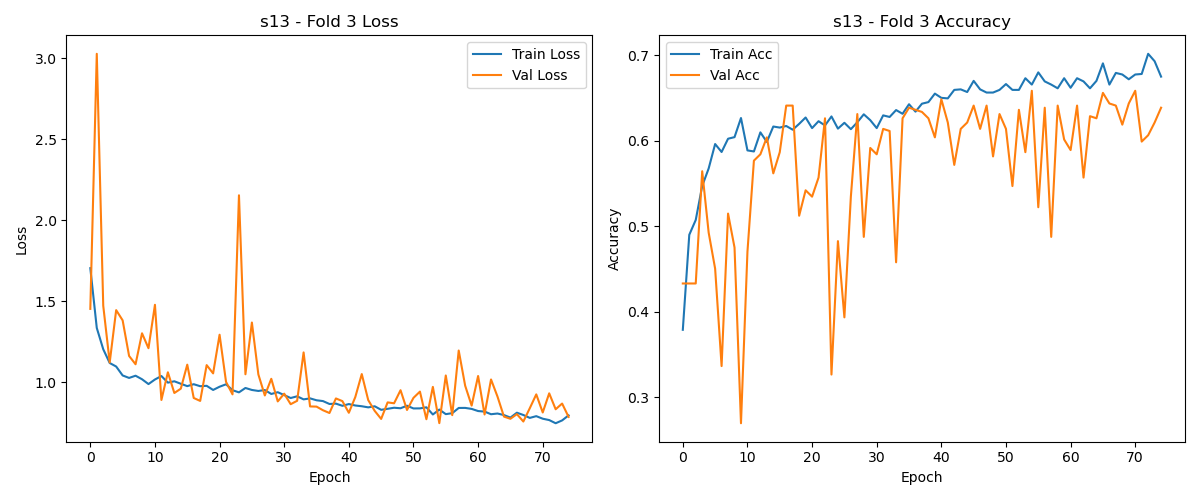 s13 - Fold 3 Loss
Train Loss
Val Loss
3.0
2.5
2.0
1.5
1.0
Loss
0 10 20 30 40 50 60 70
Epoch
s13 - Fold 3 Accuracy
Train Acc
Val Acc
0.7
0.6
0.5
0.4
0.3
Accuracy
0 10 20 30 40 50 60 70
Epoch